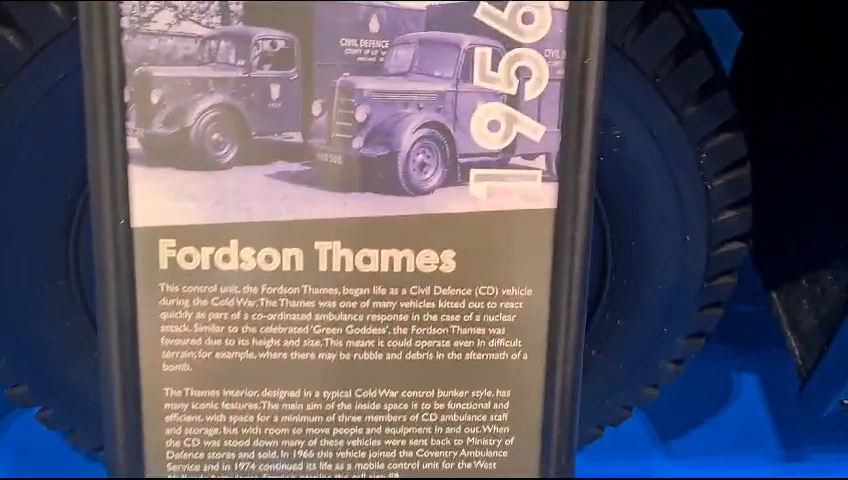 CIVIL DEFENCE
1956
Fordson Thames
This control unit, the Fordson Thames, began life as a Civil Defence (CD) vehicle
during the Cold War. The Thames was one of many vehicles kitted out to react
quickly as part of a co-ordinated ambulance response in the case of a nuclear
attack. Similar to the celebrated 'Green Goddess', the Fordson Thames was
favoured due to its height and size. This meant it could operate even in difficult
terrain; for example, where there may be rubble and debris in the aftermath of a
bomb.
The Thames interior, designed in a typical Cold War control bunker style, has
many iconic features. The main aim of the inside space is to be functional and
efficient, with space for a minimum of three members of CD ambulance staff
and storage, but with room to move people and equipment in and out. When
the CD was stood down many of these vehicles were sent back to Ministry of
Defence stores and sold. In 1966 this vehicle joined the Coventry Ambulance
Service and in 1974 continued its life as a mobile control unit for the West